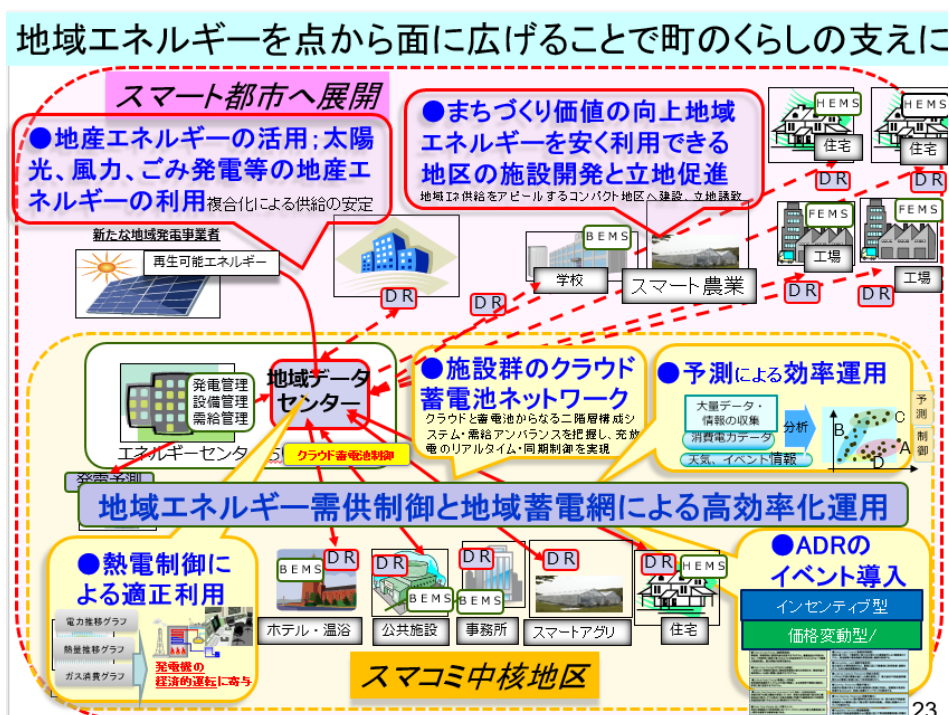 地域エネルギーを点から面に広げることで町のくらしの支えに
スマート都市へ展開
●地産エネルギーの活用;太陽
光、風力、ごみ発電等の地産エ
ネルギーの利用複合化による供給の安定
●まちづくり価値の向上地域
エネルギーを安く利用できる
地区の施設開発と立地促進
地域エネ供給をアピールするコンパクト地区へ建設、立地誘致
HEMS
住宅
DR
HEMS
住宅
DR
新たな地域発電事業者
再生可能エネルギー
DR
DR
BEMS
学校
スマート農業
FEMS
工場
DR
FEMS
工場
DR
発電管理
設備管理
需給管理
エネルギーセンタ
地域データ
センター
クラウド蓄電池制御
●施設群のクラウド
蓄電池ネットワーク
クラウドと蓄電池からなる二階層構成シ
ステム・需給アンバランスを把握し、充放
電のリアルタイム・同期制御を実現
●予測による効率運用
大量データ・
情報の収集
消費電力データ
天気、イベント情報
分析
A
B
C
D
予測
制御
発電予測
地域エネルギー需供制御と地域蓄電網による高効率化運用
●熱電制御に
よる適正利用
電力推移グラフ
熱量推移グラフ
ガス消費グラフ
発電機の
経済的運転に寄与
BEMS
DR
ホテル・温浴
DR
BEMS
公共施設
DR
BEMS
事務所
DR
スマートアグリ
DR
HEMS
住宅
●ADRの
イベント導入
インセンティブ型
価格変動型/
スマコミ中核地区
23